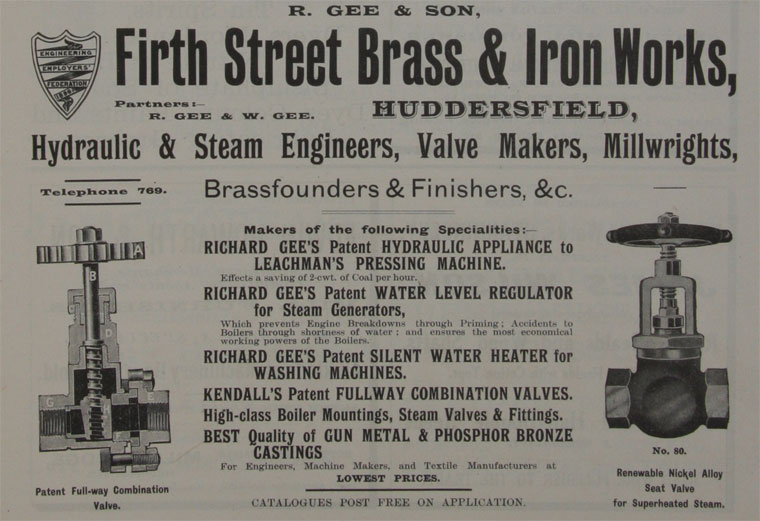 R. GEE & SON,
ENGINEERING
EMPLOYERS'
FEDERATION
Firth Street Brass & Iron Works,
Partners:—
R. GEE & W. GEE.
HUDDERSFIELD,
Hydraulic & Steam Engineers, Valve Makers, Millwrights,
Telephone 769.
Brassfounders & Finishers, &c.
Makers of the following Specialities:—
RICHARD GEE'S Patent HYDRAULIC APPLIANCE to
LEACHMAN'S PRESSING MACHINE.
Effects a saving of 2-cwt. of Coal per hour.
RICHARD GEE'S Patent WATER LEVEL REGULATOR
for Steam Generators,
Which prevents Engine Breakdowns through Priming; Accidents to
Boilers through shortness of water; and ensures the most economical
working powers of the Boilers.
RICHARD GEE'S Patent SILENT WATER HEATER for
WASHING MACHINES.
KENDALL'S Patent FULLWAY COMBINATION VALVES.
High-class Boiler Mountings, Steam Valves & Fittings.
BEST Quality of GUN METAL & PHOSPHOR BRONZE
CASTINGS
For Engineers, Machine Makers, and Textile Manufacturers at
LOWEST PRICES.
CATALOGUES POST FREE ON APPLICATION.
A
B
D
G
E
Patent Full-way Combination
Valve.
No. 80.
Renewable Nickel Alloy
Seat Valve
for Superheated Steam.